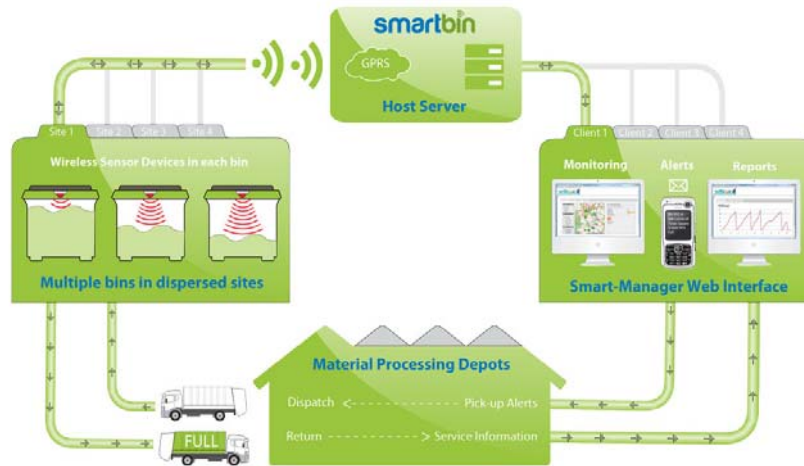 smartbin
GPRS
Host Server
Site 1
Site 2
Site 3
Site 4
Wireless Sensor Devices in each bin
Multiple bins in dispersed sites
Client 1
Client 2
Client 3
Client 4
Monitoring
Alerts
Reports
Smart-Manager Web Interface
Material Processing Depots
Dispatch
Pick-up Alerts
Return
Service Information
FULL